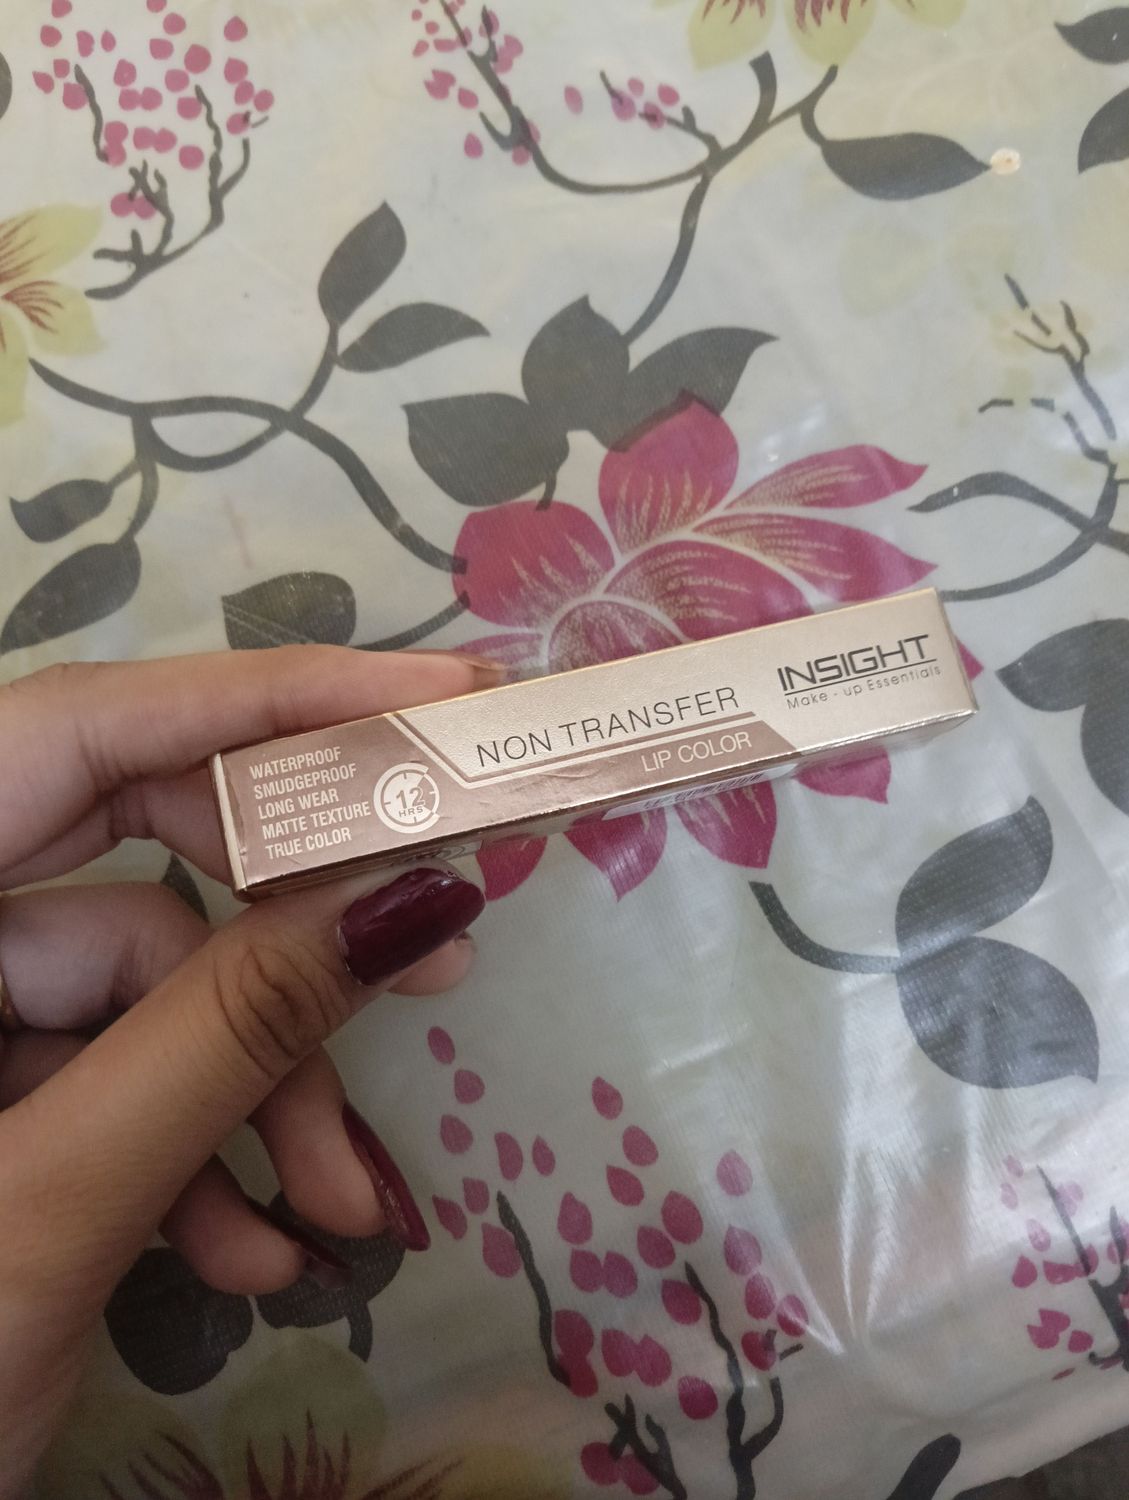 WATERPROOF
SMUDGEPROOF
LONG WEAR
MATTE TEXTURE
TRUE COLOR
12
HRS
NON TRANSFER
LIP COLOR
INSIGHT
Make - up Essentials